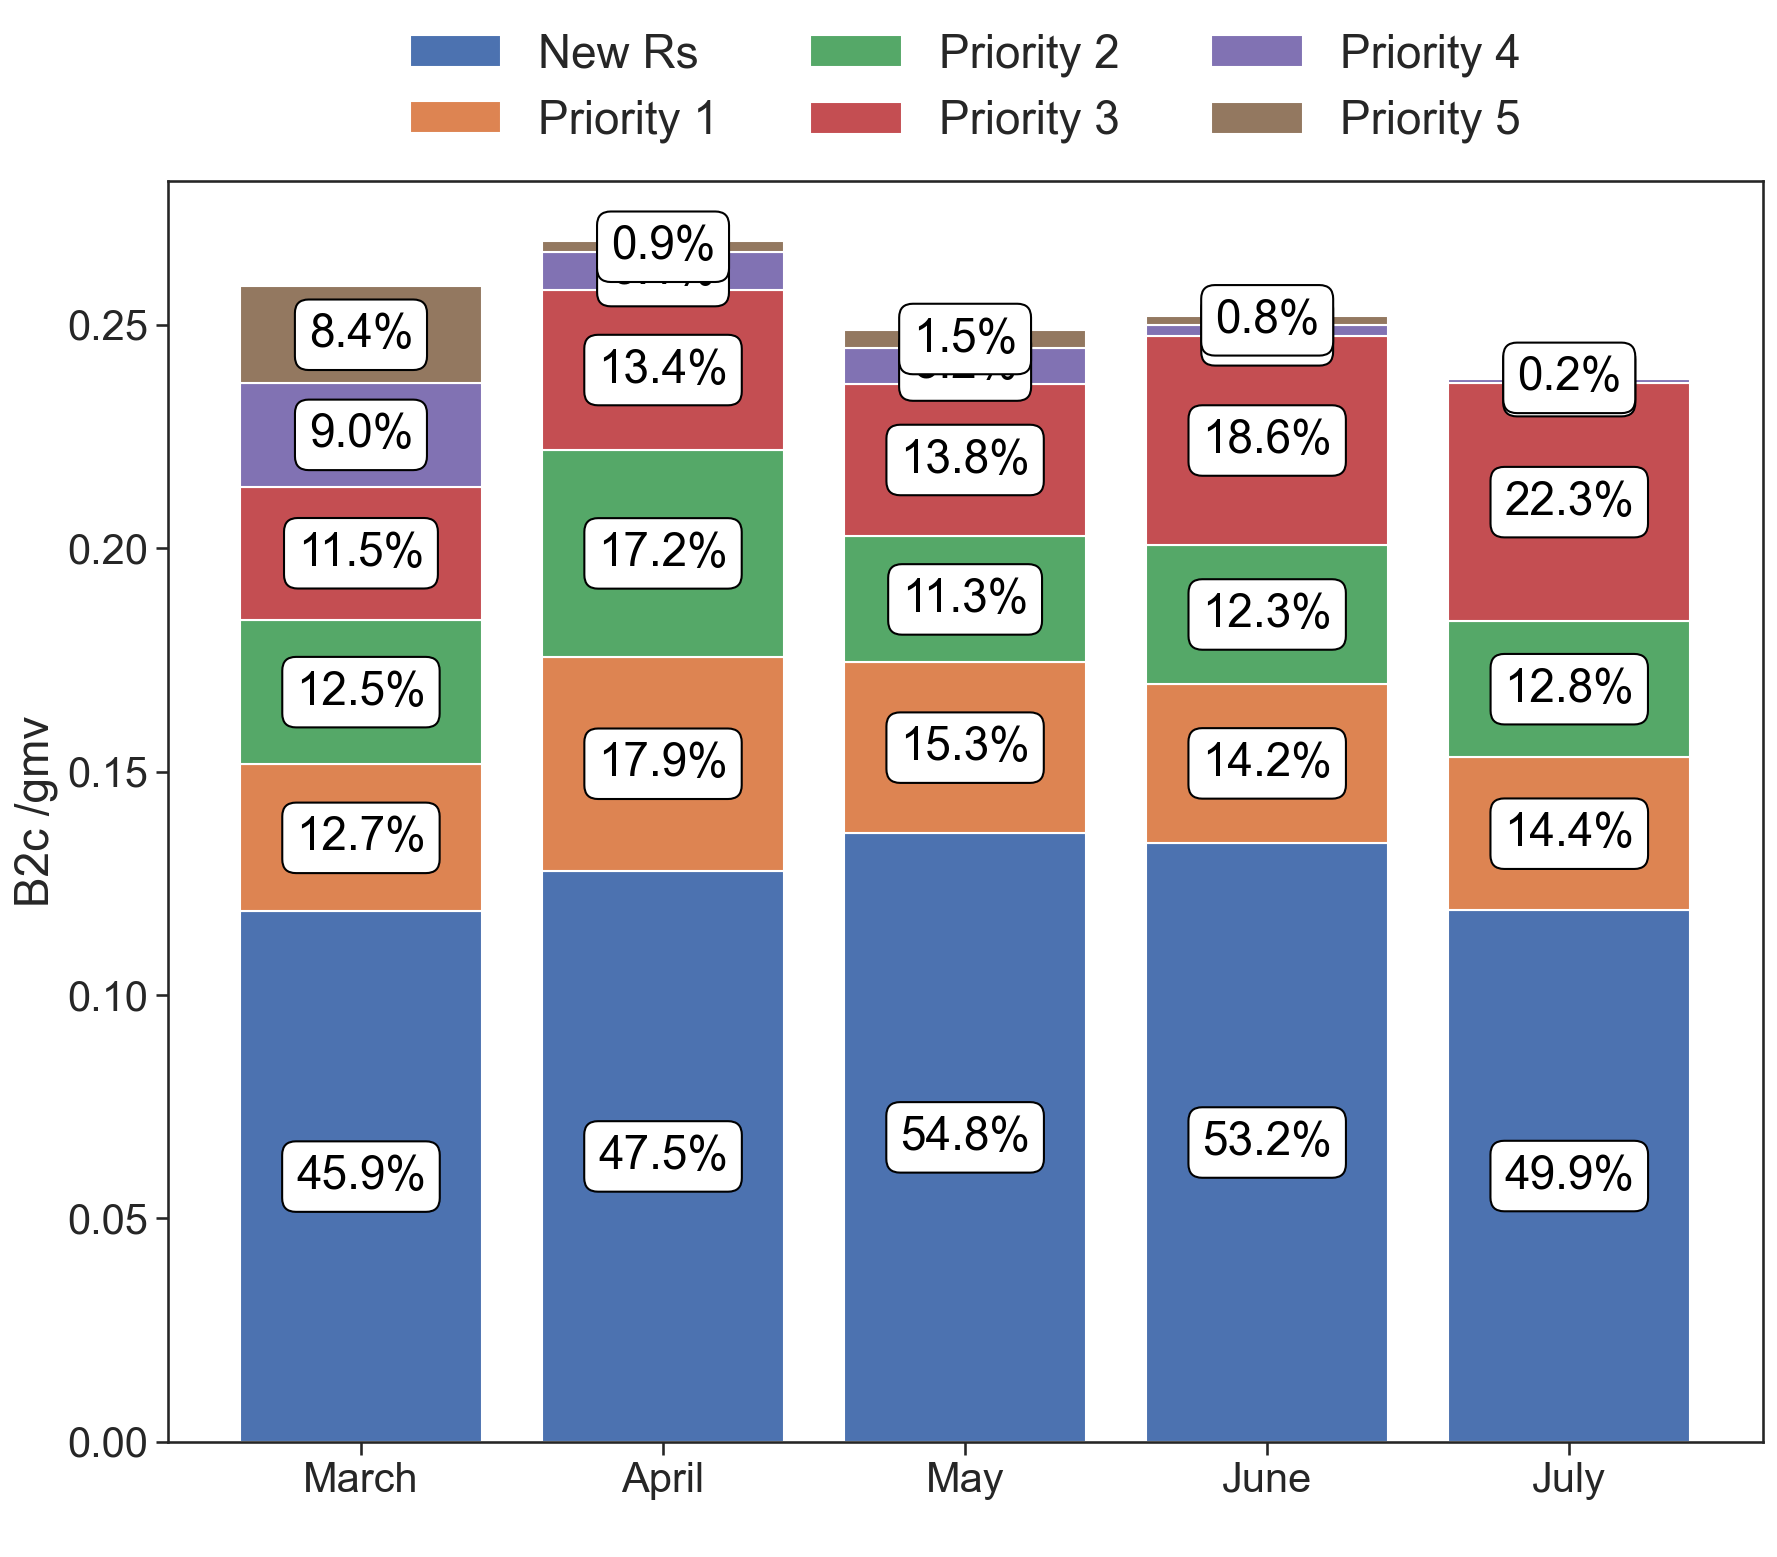 New Rs
Priority 2
Priority 4
Priority 1
Priority 3
Priority 5
B2c /gmv
0.25
0.20
0.15
0.10
0.05
0.00
8.4%
9.0%
11.5%
12.5%
12.7%
45.9%
0.9%
13.4%
17.2%
17.9%
47.5%
1.5%
13.8%
11.3%
15.3%
54.8%
0.8%
18.6%
12.3%
14.2%
53.2%
0.2%
22.3%
12.8%
14.4%
49.9%
March
April
May
June
July